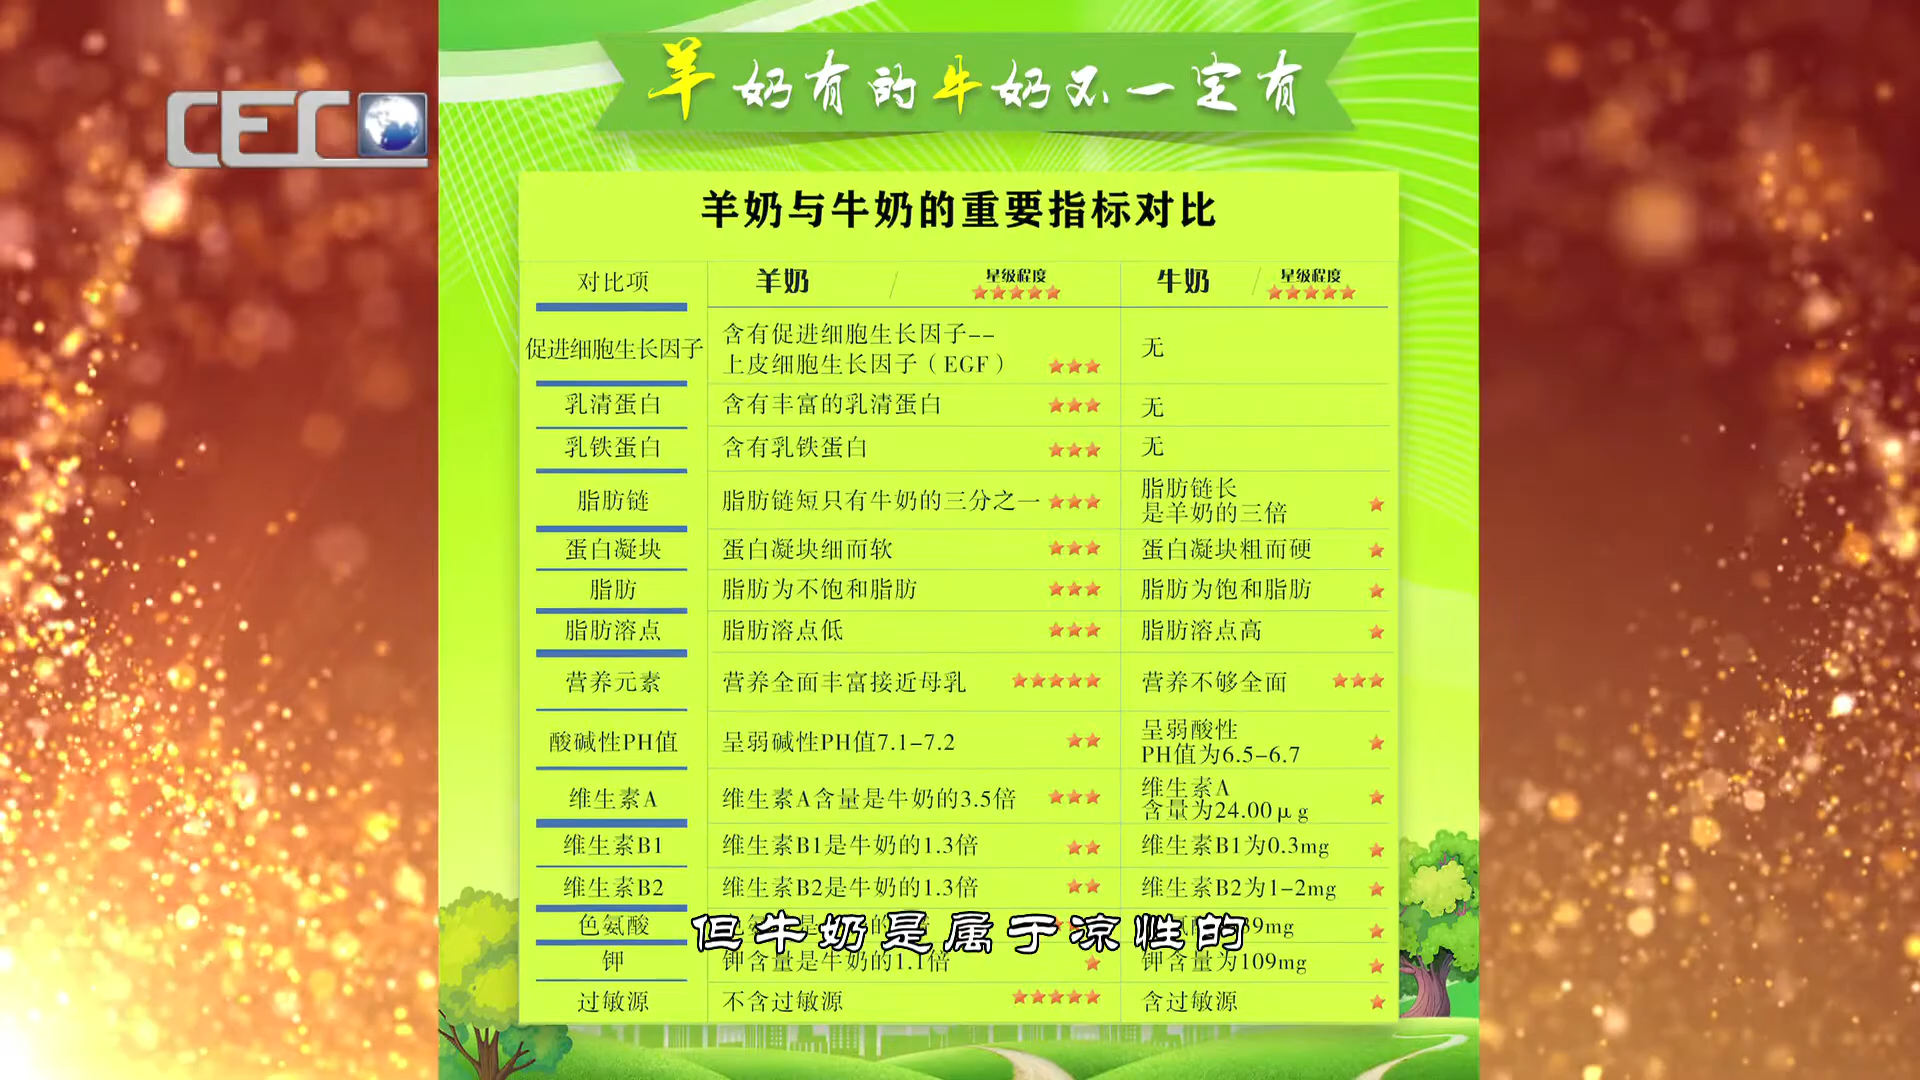 CECO
羊奶有的牛奶不一定有
羊奶与牛奶的重要指标对比
对比项 羊奶 / 星级程度 牛奶 / 星级程度
促进细胞生长因子 含有促进细胞生长因子--
上皮细胞生长因子（EGF） 无
乳清蛋白 含有丰富的乳清蛋白 无
乳铁蛋白 含有乳铁蛋白 无
脂肪链 脂肪链短只有牛奶的三分之一 脂肪链长
是羊奶的三倍
蛋白凝块 蛋白凝块细而软 蛋白凝块粗而硬
脂肪 脂肪为不饱和脂肪 脂肪为饱和脂肪
脂肪溶点 脂肪溶点低 脂肪溶点高
营养元素 营养全面丰富接近母乳 营养不够全面
酸碱性PH值 呈弱碱性PH值7.1-7.2 呈弱酸性
PH值为6.5-6.7
维生素A 维生素A含量是牛奶的3.5倍 维生素A
含量为24.00μg
维生素B1 维生素B1是牛奶的1.3倍 维生素B1为0.3mg
维生素B2 维生素B2是牛奶的1.3倍 维生素B2为1-2mg
色氨酸
但牛奶是属于凉性的
钾 钾含量是牛奶的1.1倍 钾含量为109mg
过敏源 不含过敏源 含过敏源